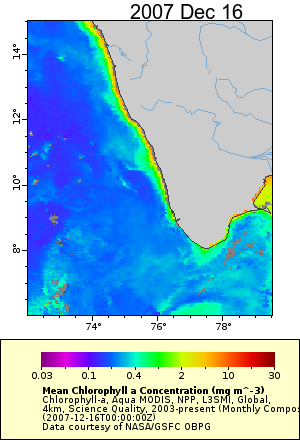 2007 Dec 16
14°
12°
10°
8°
74°
76°
78°
0.03
0.1
0.4
2
10
30
Mean Chlorophyll a Concentration (mg m^-3)
Chlorophyll-a, Aqua MODIS, NPP, L3SMI, Global,
4km, Science Quality, 2003-present (Monthly Compos
(2007-12-16T00:00:00Z)
Data courtesy of NASA/GSFC OBPG